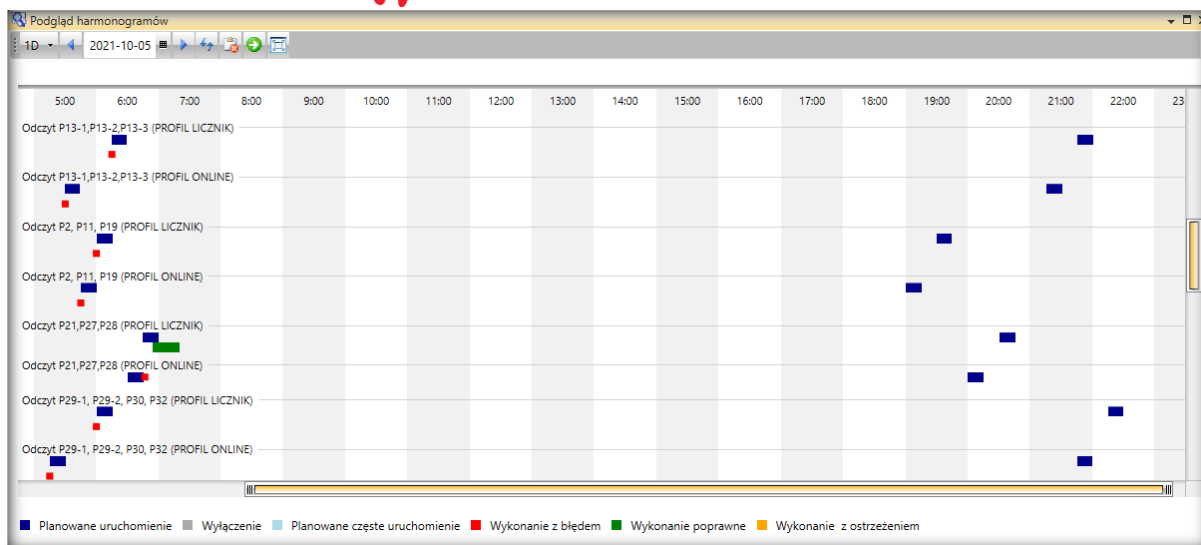 Podgląd harmonogramów
1D 2021-10-05
5:00 6:00 7:00 8:00 9:00 10:00 11:00 12:00 13:00 14:00 15:00 16:00 17:00 18:00 19:00 20:00 21:00 22:00 23
Odczyt P13-1,P13-2,P13-3 (PROFIL LICZNIK)
Odczyt P13-1,P13-2,P13-3 (PROFIL ONLINE)
Odczyt P2, P11, P19 (PROFIL LICZNIK)
Odczyt P2, P11, P19 (PROFIL ONLINE)
Odczyt P21,P27,P28 (PROFIL LICZNIK)
Odczyt P21,P27,P28 (PROFIL ONLINE)
Odczyt P29-1, P29-2, P30, P32 (PROFIL LICZNIK)
Odczyt P29-1, P29-2, P30, P32 (PROFIL ONLINE)
Planowane uruchomienie Wyłączenie Planowane częste uruchomienie Wykonanie z błędem Wykonanie poprawne Wykonanie z ostrzeżeniem